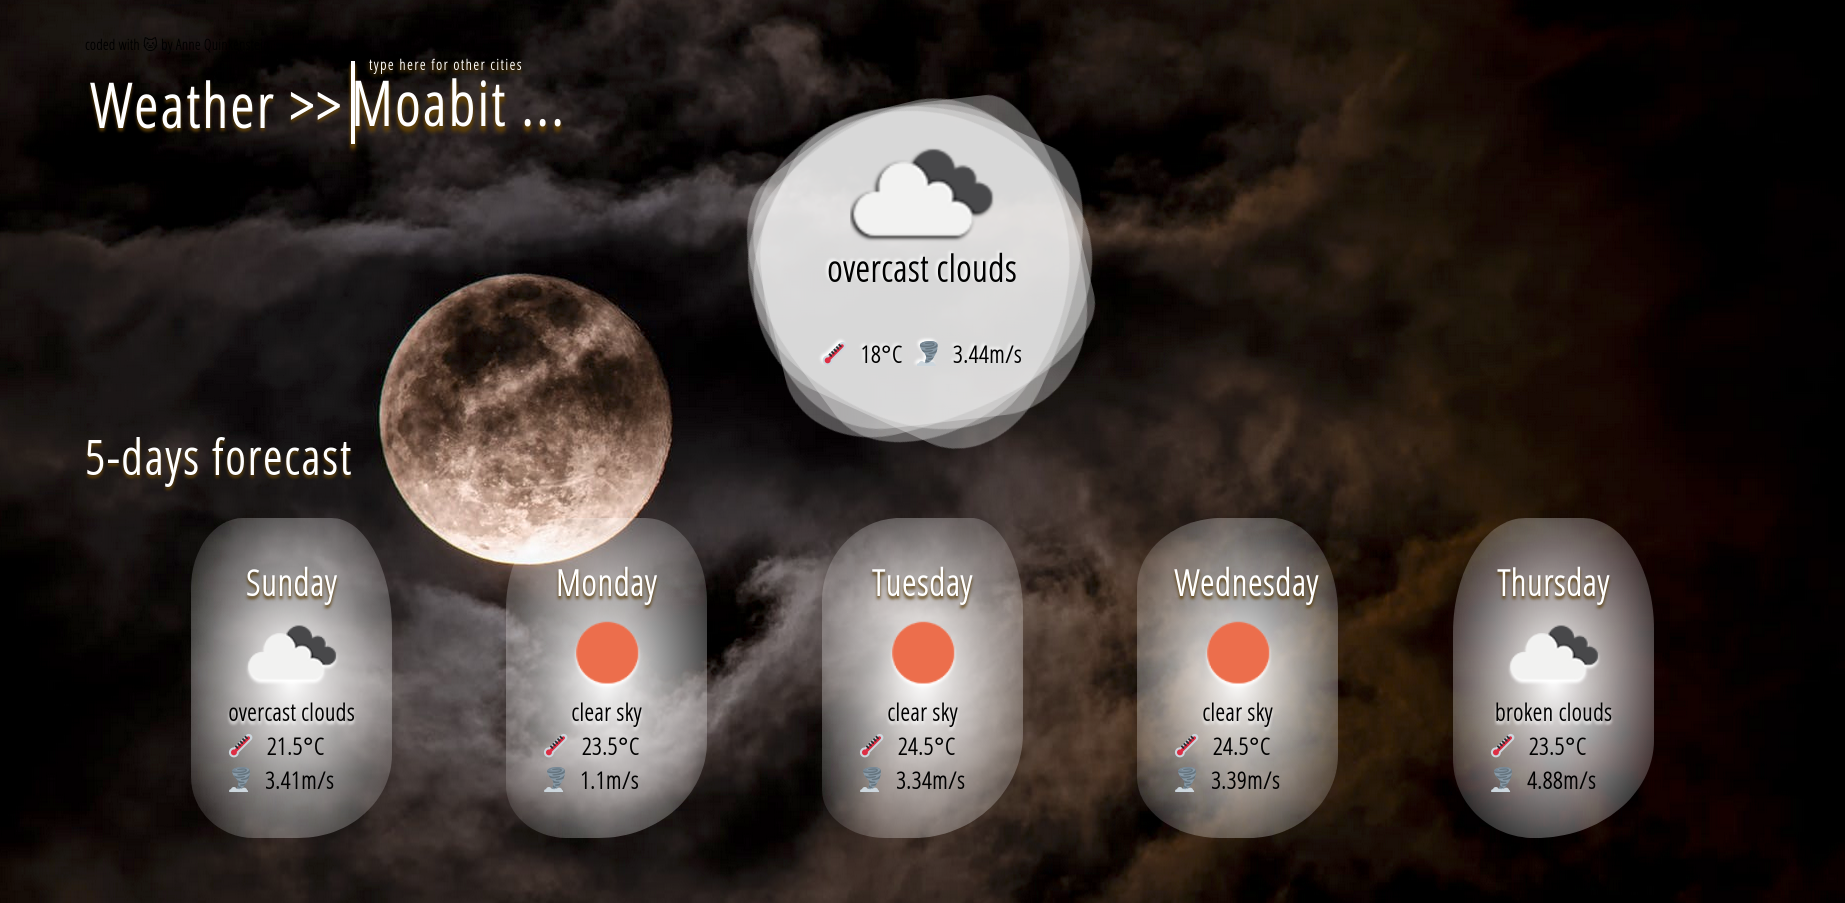 coded with 🐱 by Anne
type here for other cities
Weather >> Moabit ...
overcast clouds
18°C 3.44m/s
5-days forecast
Sunday
overcast clouds
21.5°C
3.41m/s
Monday
clear sky
23.5°C
1.1m/s
Tuesday
clear sky
24.5°C
3.34m/s
Wednesday
clear sky
24.5°C
3.39m/s
Thursday
broken clouds
23.5°C
4.88m/s